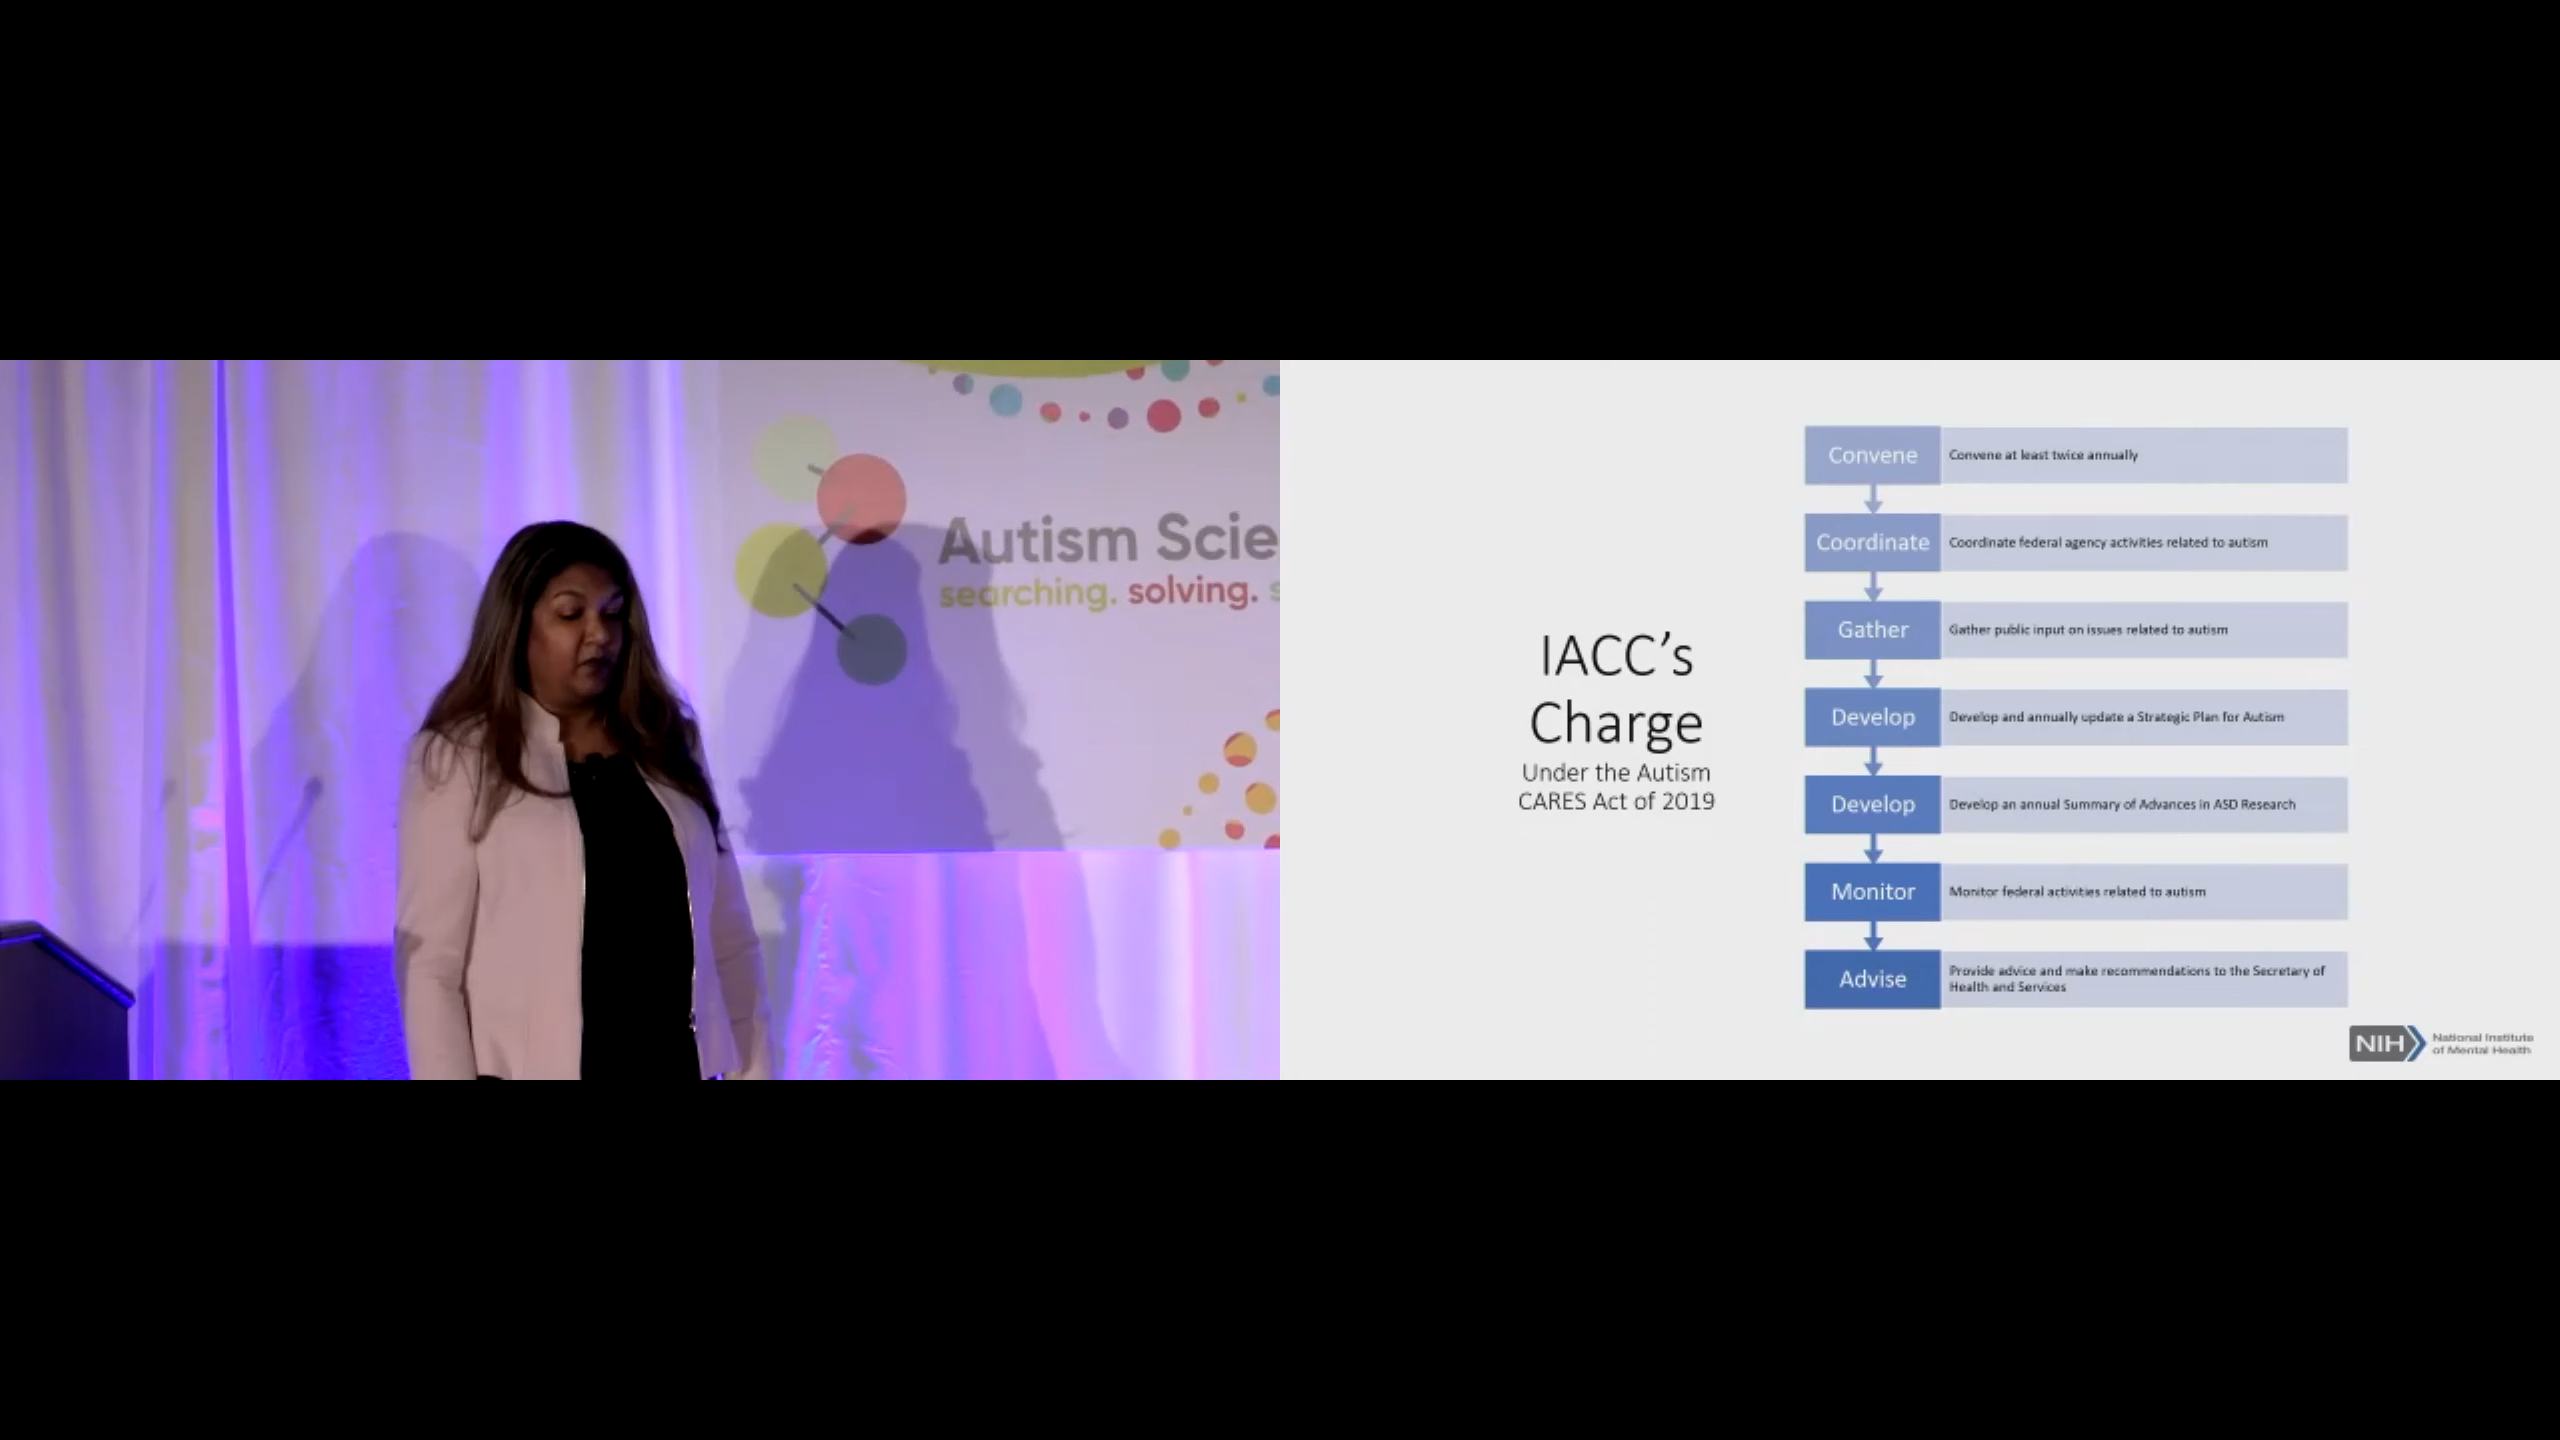 Autism Scie
searching. solving. s
IACC's
Charge
Under the Autism
CARES Act of 2019
Convene
Convene at least twice annually
Coordinate
Coordinate federal agency activities related to autism
Gather
Gather public input on issues related to autism
Develop
Develop and annually update a Strategic Plan for Autism
Develop
Develop an annual Summary of Advances in ASD Research
Monitor
Monitor federal activities related to autism
Advise
Provide advice and make recommendations to the Secretary of
Health and Services
NIH
National Institute
of Mental Health